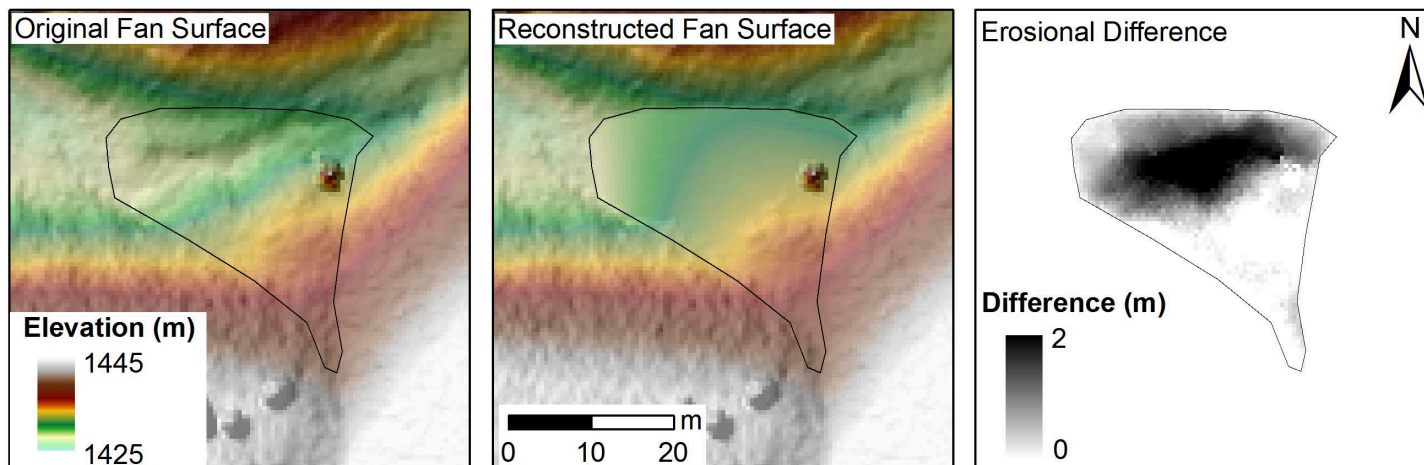 Original Fan Surface
Elevation (m)
1445
1425
Reconstructed Fan Surface
m
0 10 20
Erosional Difference
N
Difference (m)
2
0